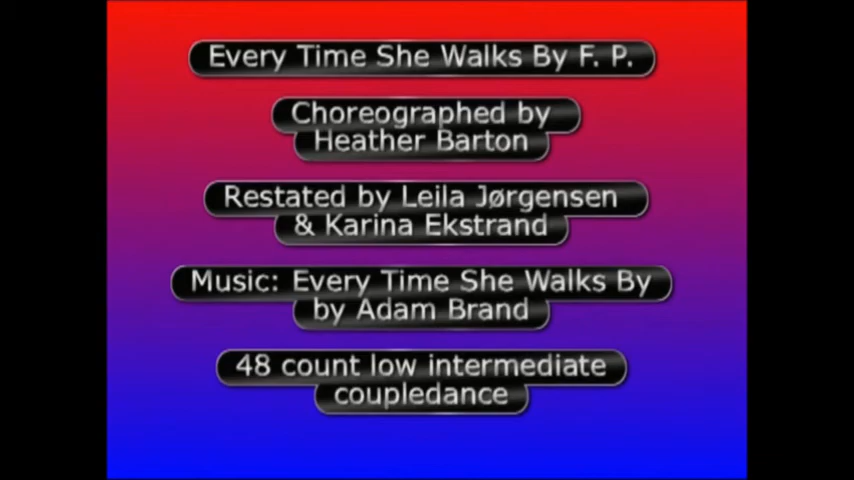 Every Time She Walks By F. P.
Choreographed by
Heather Barton
Restated by Leila Jørgensen
& Karina Ekstrand
Music: Every Time She Walks By
by Adam Brand
48 count low intermediate
coupledance